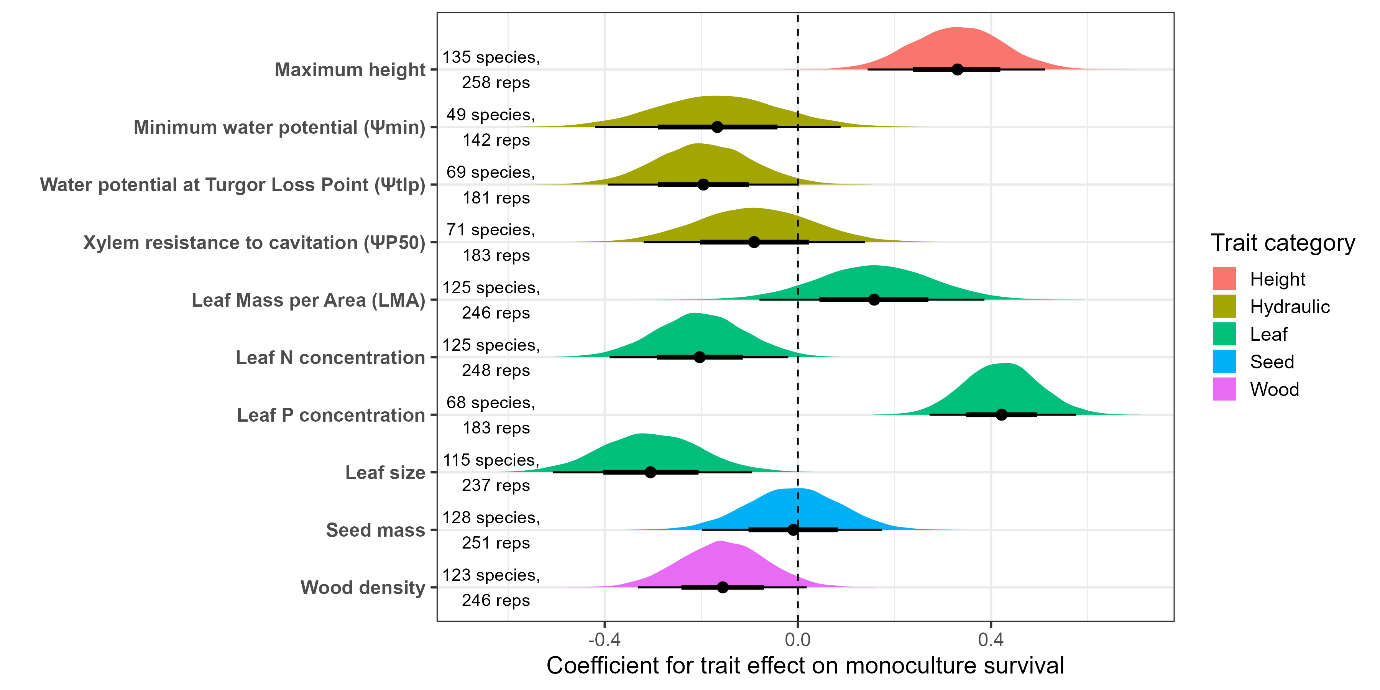 Maximum height
135 species,
258 reps
Minimum water potential (Ψmin)
49 species,
142 reps
Water potential at Turgor Loss Point (Ψtlp)
69 species,
181 reps
Xylem resistance to cavitation (ΨP50)
71 species,
183 reps
Leaf Mass per Area (LMA)
125 species,
246 reps
Leaf N concentration
125 species,
248 reps
Leaf P concentration
68 species,
183 reps
Leaf size
115 species,
237 reps
Seed mass
128 species,
251 reps
Wood density
123 species,
246 reps
-0.4
0.0
0.4
Coefficient for trait effect on monoculture survival
Trait category
Height
Hydraulic
Leaf
Seed
Wood